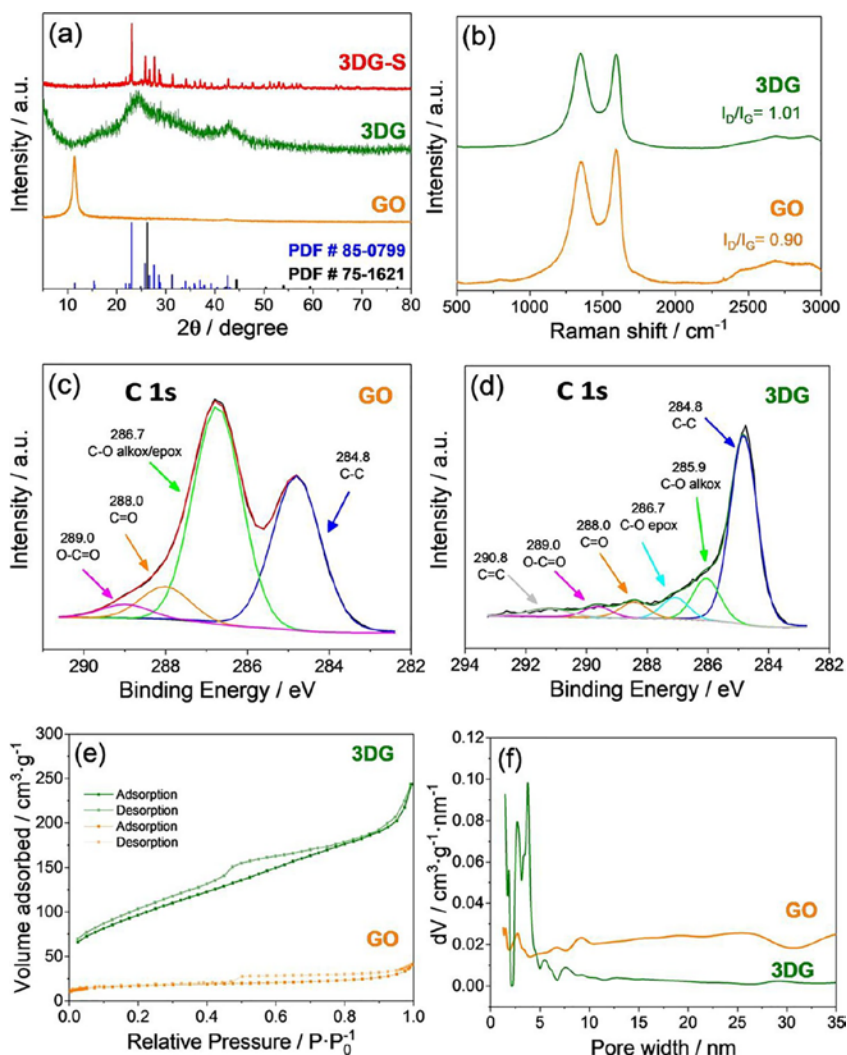 (a)
3DG-S
3DG
GO
PDF # 85-0799
PDF # 75-1621
Intensity / a.u.
10 20 30 40 50 60 70 80
2θ / degree
(b)
3DG
I_D/I_G= 1.01
GO
I_D/I_G= 0.90
Intensity / a.u.
500 1000 1500 2000 2500 3000
Raman shift / cm⁻¹
(c)
C 1s
GO
286.7
C-O alkox/epox
284.8
C-C
288.0
C=O
289.0
O-C=O
Intensity / a.u.
290 288 286 284 282
Binding Energy / eV
(d)
C 1s
3DG
284.8
C-C
285.9
C-O alkox
286.7
C-O epox
288.0
C=O
289.0
O-C=O
290.8
C=C
Intensity / a.u.
294 292 290 288 286 284 282
Binding Energy / eV
(e)
3DG
Adsorption
Desorption
Adsorption
Desorption
GO
Volume adsorbed / cm³·g⁻¹
300
250
200
150
100
50
0
0.0 0.2 0.4 0.6 0.8 1.0
Relative Pressure / P·P₀⁻¹
(f)
GO
3DG
dV / cm³·g⁻¹·nm⁻¹
0.12
0.10
0.08
0.06
0.04
0.02
0.00
0 5 10 15 20 25 30 35
Pore width / nm